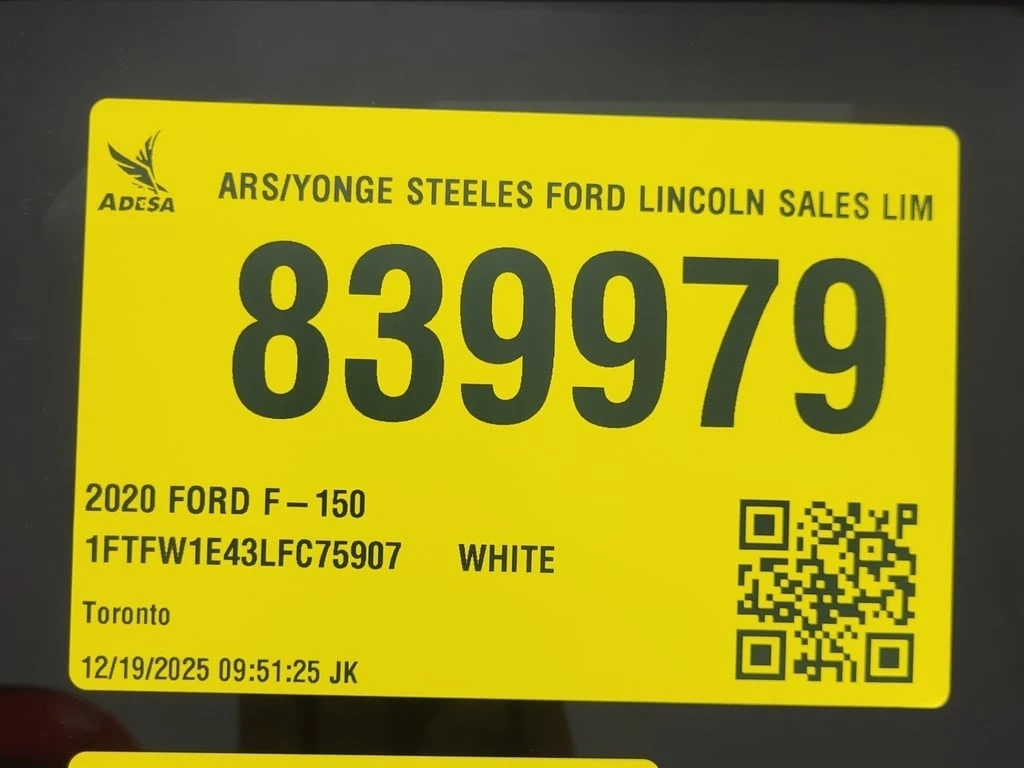 ADESA
ARS/YONGE STEELES FORD LINCOLN SALES LIM
839979
2020 FORD F-150
1FTFW1E43LFC75907 WHITE
Toronto
12/19/2025 09:51:25 JK